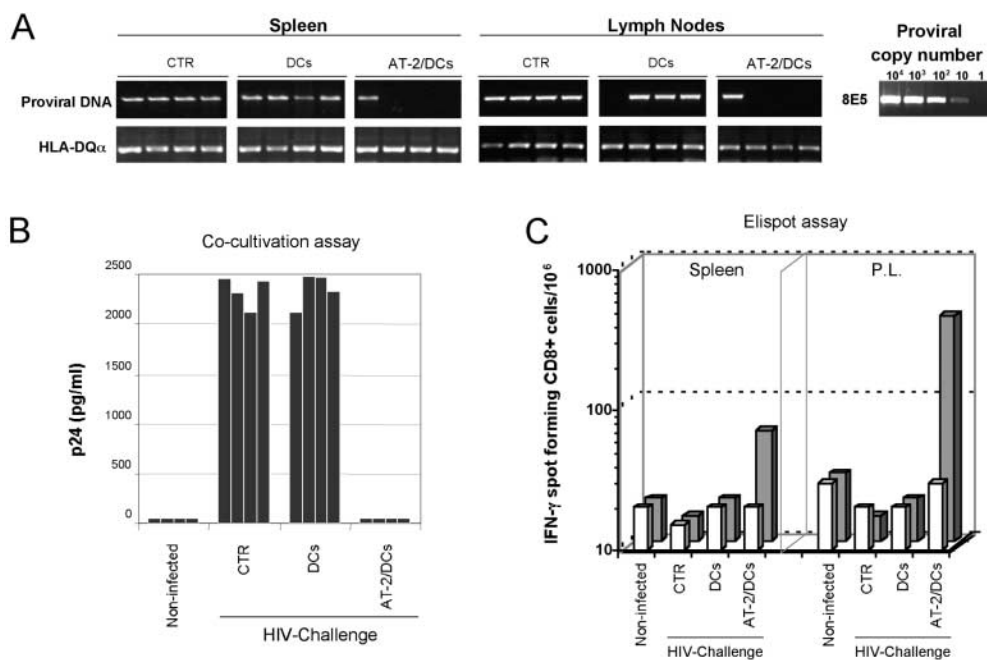 A
Spleen
Lymph Nodes
Proviral
copy number
CTR
DCs
AT-2/DCs
CTR
DCs
AT-2/DCs
10⁴ 10³ 10² 10 1
Proviral DNA
8E5
HLA-DQα
B
Co-cultivation assay
p24 (pg/ml)
2500
2000
1500
1000
500
0
Non-infected
CTR
DCs
AT-2/DCs
HIV-Challenge
C
Elispot assay
IFN-γ spot forming CD8+ cells/10⁶
1000
100
10
Spleen
P.L.
Non-infected
CTR
DCs
AT-2/DCs
HIV-Challenge
Non-infected
CTR
DCs
AT-2/DCs
HIV-Challenge